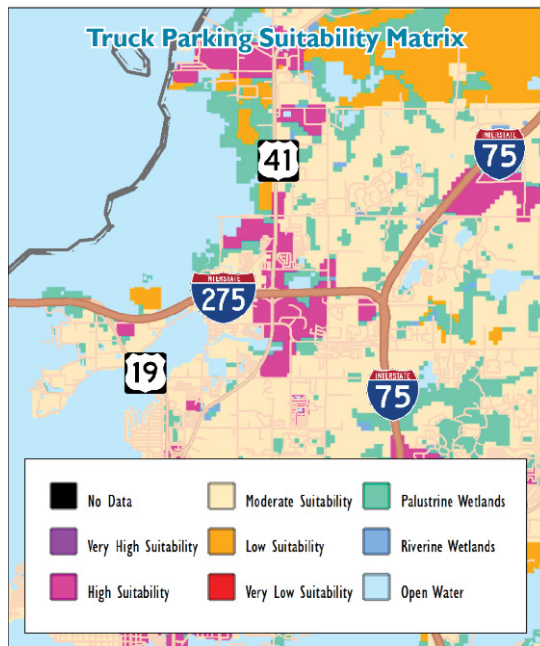 Truck Parking Suitability Matrix
41
INTERSTATE
75
INTERSTATE
275
19
INTERSTATE
75
No Data
Moderate Suitability
Palustrine Wetlands
Very High Suitability
Low Suitability
Riverine Wetlands
High Suitability
Very Low Suitability
Open Water